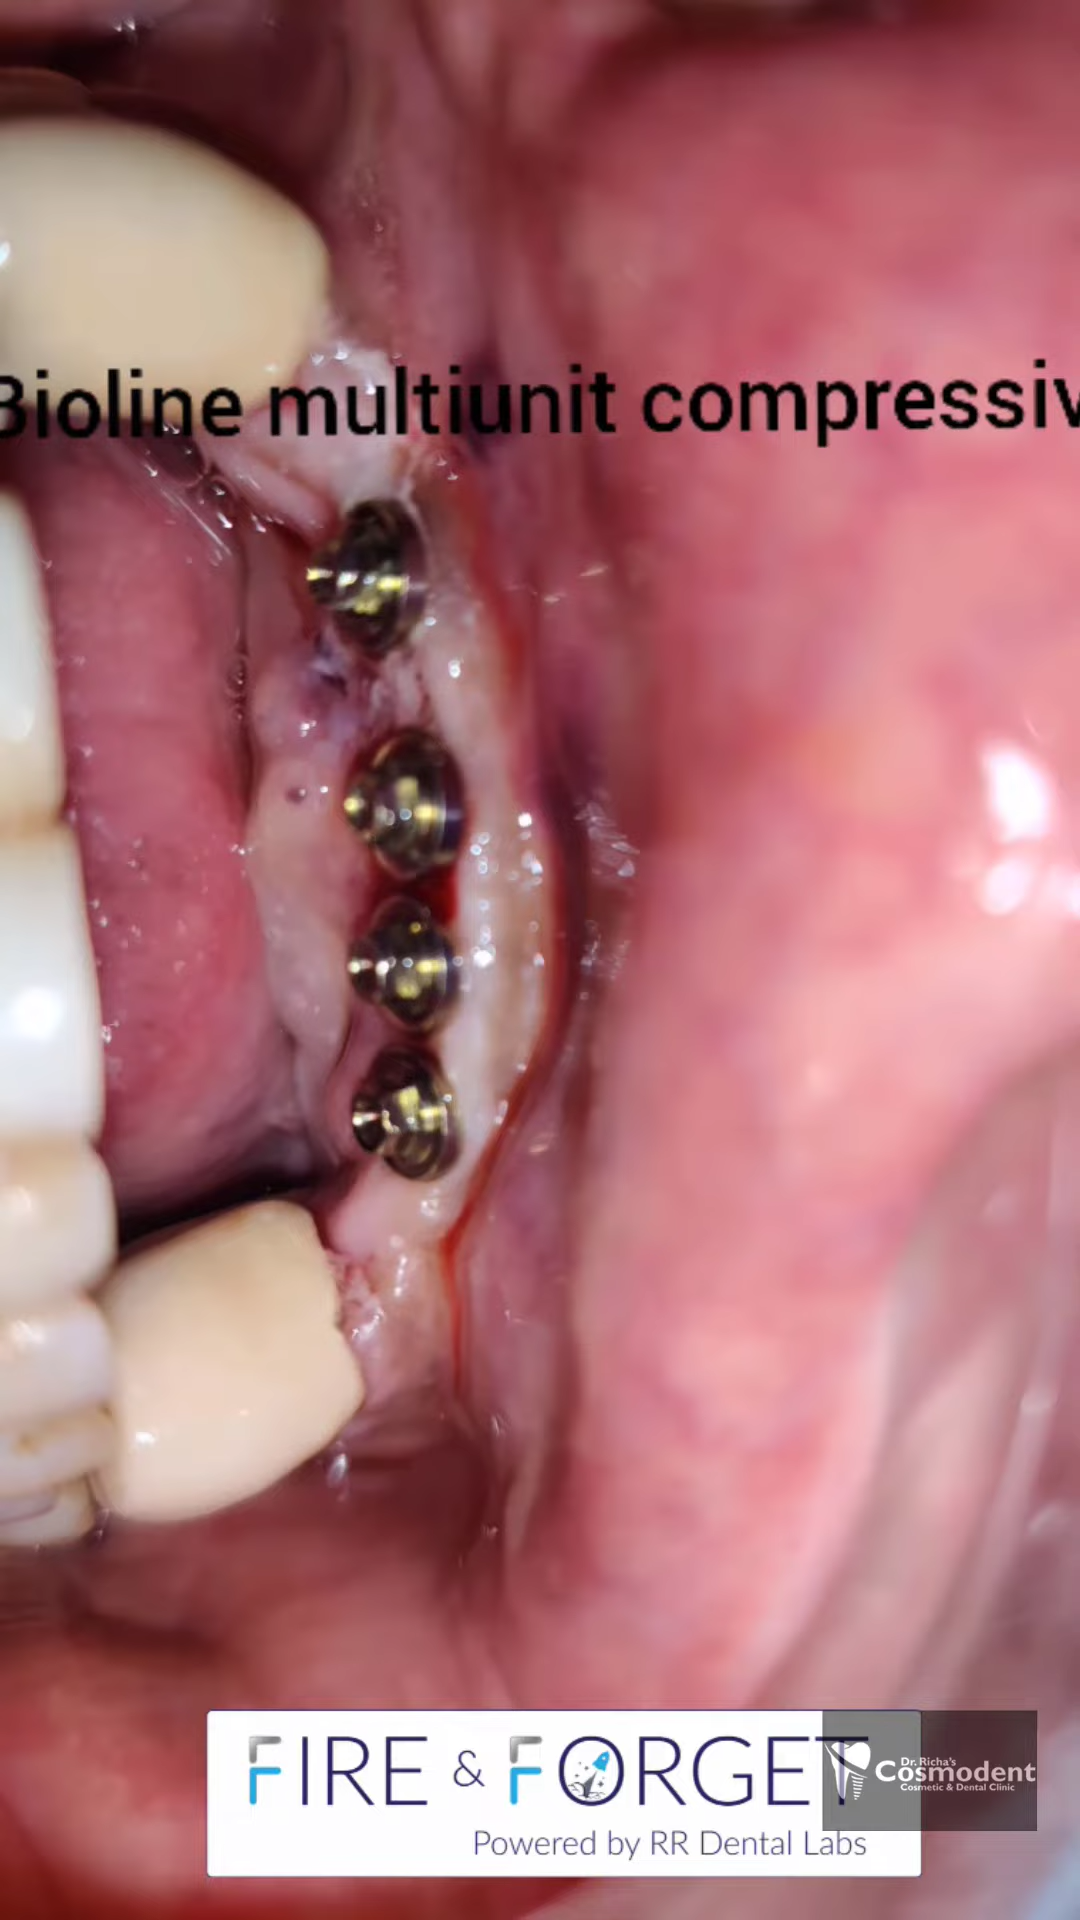 Bioline multiunit compressiv
FIRE & FORGET
Powered by RR Dental Labs
Dr. Richa's
Cosmodent
Cosmetic & Dental Clinic